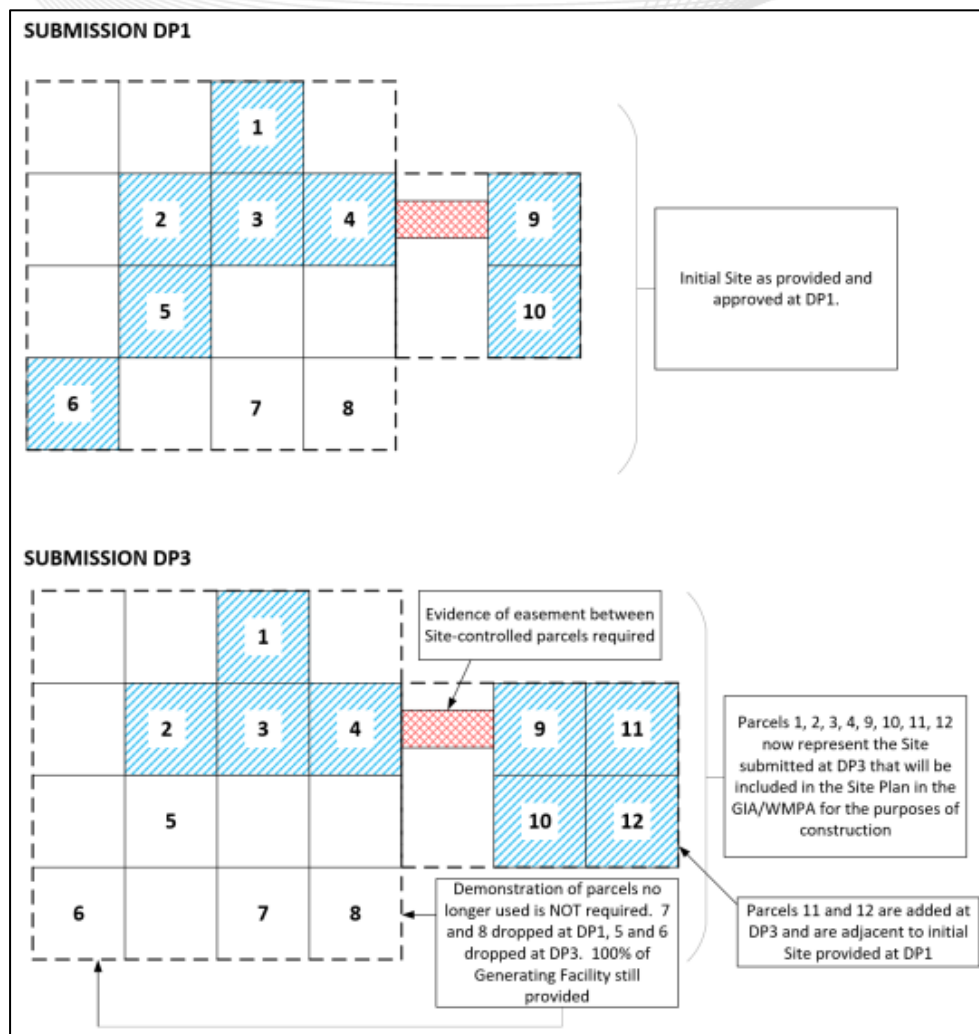 SUBMISSION DP1
1
2 3 4 9
5 10
6 7 8
Initial Site as provided and
approved at DP1.
SUBMISSION DP3
Evidence of easement between
Site-controlled parcels required
1
2 3 4 9 11
5 10 12
6 7 8
Parcels 1, 2, 3, 4, 9, 10, 11, 12
now represent the Site
submitted at DP3 that will be
included in the Site Plan in the
GIA/WMPA for the purposes of
construction
Demonstration of parcels no
longer used is NOT required. 7
and 8 dropped at DP1, 5 and 6
dropped at DP3. 100% of
Generating Facility still
provided
Parcels 11 and 12 are added at
DP3 and are adjacent to initial
Site provided at DP1